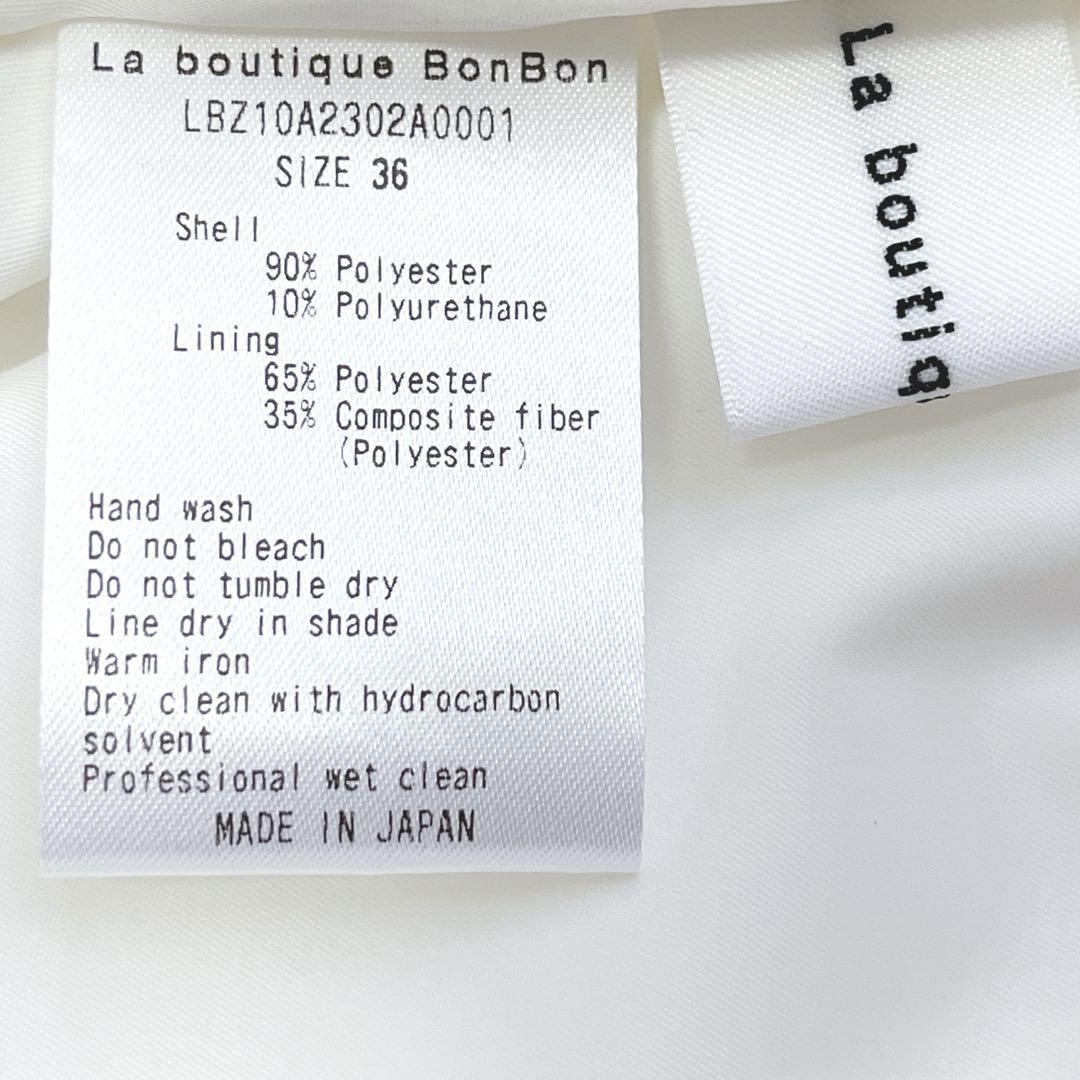 La boutique BonBon
LBZ10A2302A0001
SIZE 36
Shell
90% Polyester
10% Polyurethane
Lining
65% Polyester
35% Composite fiber
(Polyester)
Hand wash
Do not bleach
Do not tumble dry
Line dry in shade
Warm iron
Dry clean with hydrocarbon
solvent
Professional wet clean
MADE IN JAPAN
La boutiq